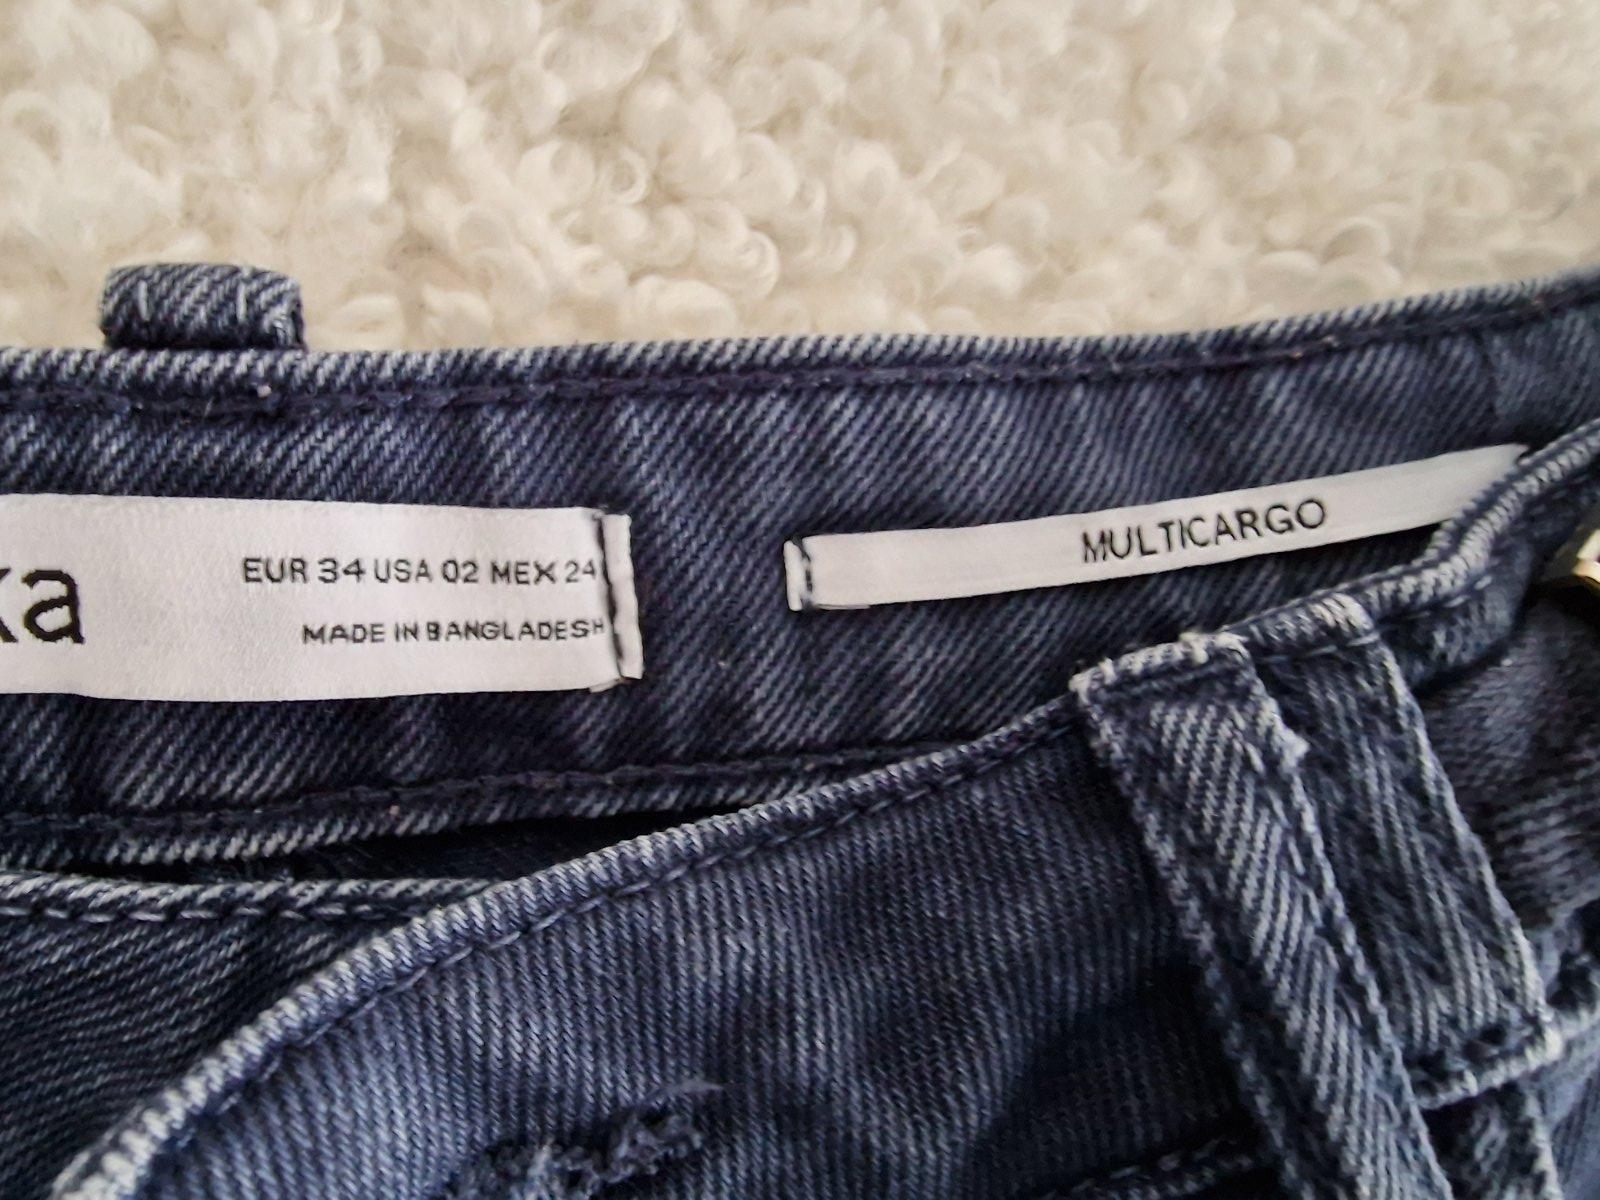 ka
EUR 34 USA 02 MEX 24
MADE IN BANGLADESH
MULTICARGO